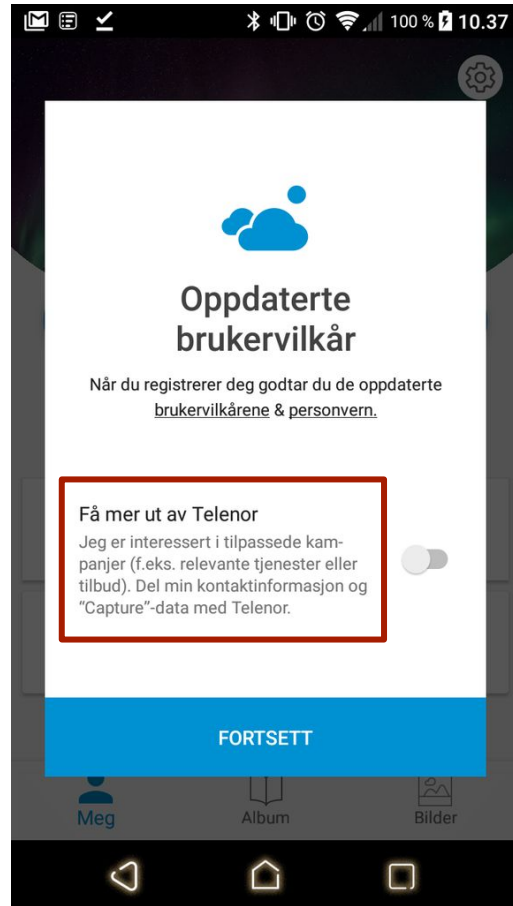 100 % 10.37
Oppdaterte
brukervilkår
Når du registrerer deg godtar du de oppdaterte
brukervilkårene & personvern.
Få mer ut av Telenor
Jeg er interessert i tilpassede kam-
panjer (f.eks. relevante tjenester eller
tilbud). Del min kontaktinformasjon og
“Capture”-data med Telenor.
FORTSETT
Meg Album Bilder